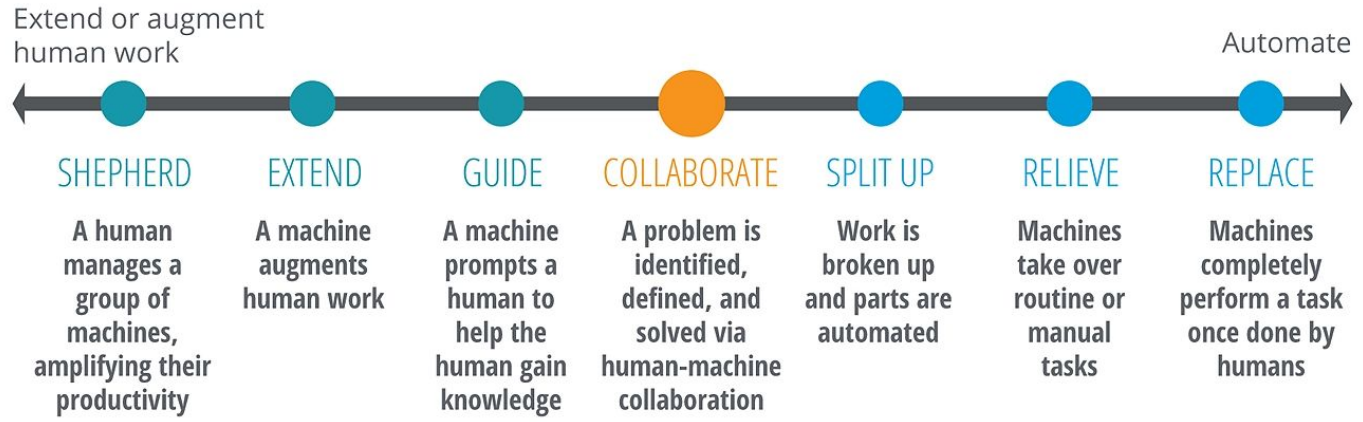 Extend or augment
human work
Automate
SHEPHERD
A human
manages a
group of
machines,
amplifying their
productivity
EXTEND
A machine
augments
human work
GUIDE
A machine
prompts a
human to
help the
human gain
knowledge
COLLABORATE
A problem is
identified,
defined, and
solved via
human-machine
collaboration
SPLIT UP
Work is
broken up
and parts are
automated
RELIEVE
Machines
take over
routine or
manual
tasks
REPLACE
Machines
completely
perform a task
once done by
humans